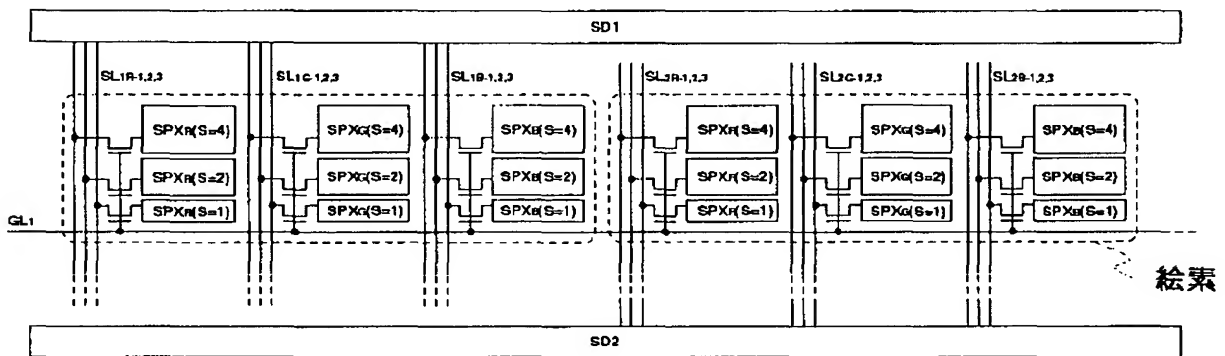 SD1
SL1R-1,2,3 SL1G-1,2,3 SL1B-1,2,3 SL2R-1,2,3 SL2G-1,2,3 SL2B-1,2,3
SPXR(S=4) SPXG(S=4) SPXB(S=4) SPXR(S=4) SPXG(S=4) SPXB(S=4)
SPXR(S=2) SPXG(S=2) SPXB(S=2) SPXR(S=2) SPXG(S=2) SPXB(S=2)
SPXR(S=1) SPXG(S=1) SPXB(S=1) SPXR(S=1) SPXG(S=1) SPXB(S=1)
GL1
絵素
SD2